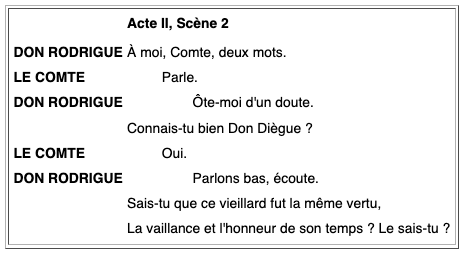 Acte II, Scène 2
DON RODRIGUE À moi, Comte, deux mots.
LE COMTE Parle.
DON RODRIGUE Ôte-moi d'un doute.
Connais-tu bien Don Diègue ?
LE COMTE Oui.
DON RODRIGUE Parlons bas, écoute.
Sais-tu que ce vieillard fut la même vertu,
La vaillance et l'honneur de son temps ? Le sais-tu ?